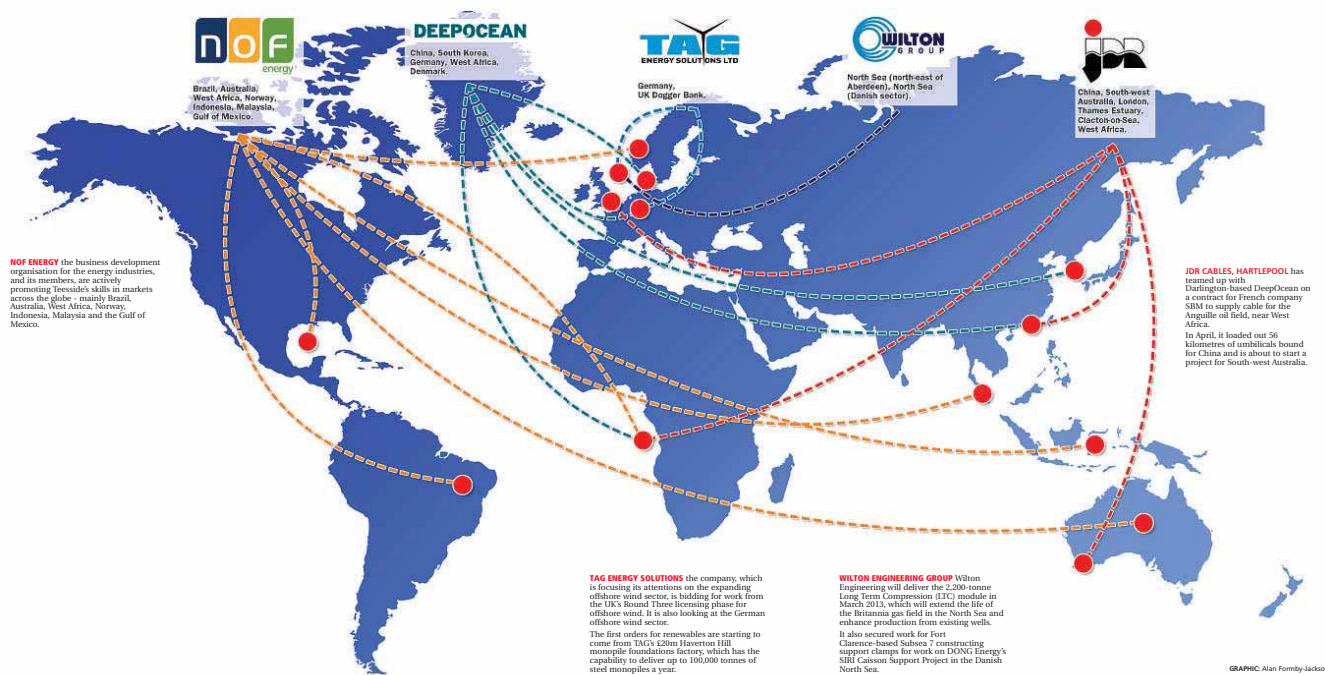 nOF
energy
Brazil, Australia,
West Africa, Norway,
Indonesia, Malaysia,
Gulf of Mexico.
DEEPOCEAN
China, South Korea,
Germany, West Africa,
Denmark.
TAG
ENERGY SOLUTIONS LTD
Germany,
UK Dogger Bank.
WILTON
GROUP
North Sea (north-east of
Aberdeen), North Sea
(Danish sector).
JDR
China, South-west
Australia, London,
Thames Estuary,
Clacton-on-Sea,
West Africa.
NOF ENERGY the business development
organisation for the energy industries,
and its members, are actively
promoting Teesside's skills in markets
across the globe - mainly Brazil,
Australia, West Africa, Norway,
Indonesia, Malaysia and the Gulf of
Mexico.
JDR CABLES, HARTLEPOOL has
teamed up with
Darlington-based DeepOcean on
a contract for French company
SBM to supply cable for the
Anguille oil field, near West
Africa.
In April, it loaded out 56
kilometres of umbilicals bound
for China and is about to start a
project for South-west Australia.
TAG ENERGY SOLUTIONS the company, which
is focusing its attentions on the expanding
offshore wind sector, is bidding for work from
the UK's Round Three licensing phase for
offshore wind. It is also looking at the German
offshore wind sector.
The first orders for renewables are starting to
come from TAG's £20m Haverton Hill
monopile foundations factory, which has the
capability to deliver up to 100,000 tonnes of
steel monopiles a year.
WILTON ENGINEERING GROUP Wilton
Engineering will deliver the 2,200-tonne
Long Term Compression (LTC) module in
March 2013, which will extend the life of
the Britannia gas field in the North Sea and
enhance production from existing wells.
It also secured work for Fort
Clarence-based Subsea 7 constructing
support clamps for work on DONG Energy's
SIRI Caisson Support Project in the Danish
North Sea.
GRAPHIC: Alan Formby-Jackso